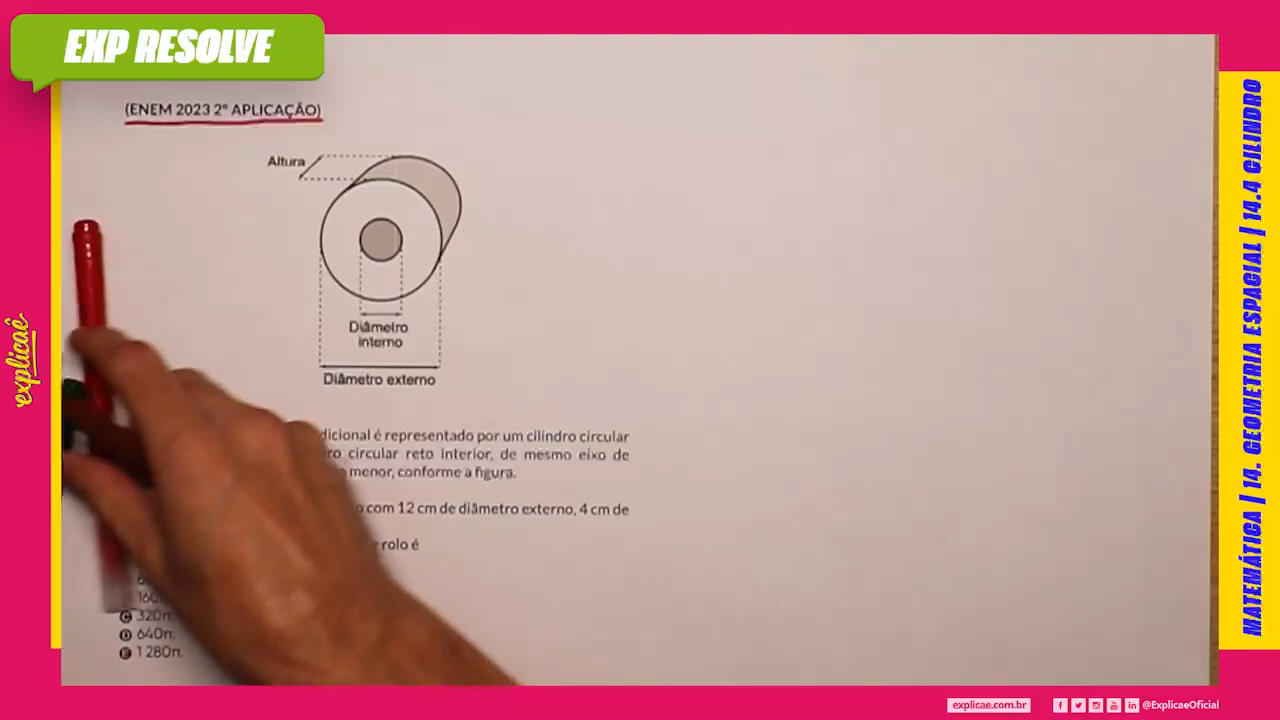 EXP RESOLVE
(ENEM 2023 2ª APLICAÇÃO)
Altura
Diâmetro
interno
Diâmetro externo
é representado por um cilindro circular
circular reto interior, de mesmo eixo de
menor, conforme a figura.
com 12 cm de diâmetro externo, 4 cm de
rolo é
C 320π.
D 640π.
E 1 280π.
explicaê
MATEMÁTICA | 14. GEOMETRIA ESPACIAL | 14.4 CILINDRO
explicae.com.br
@ExplicaeOficial